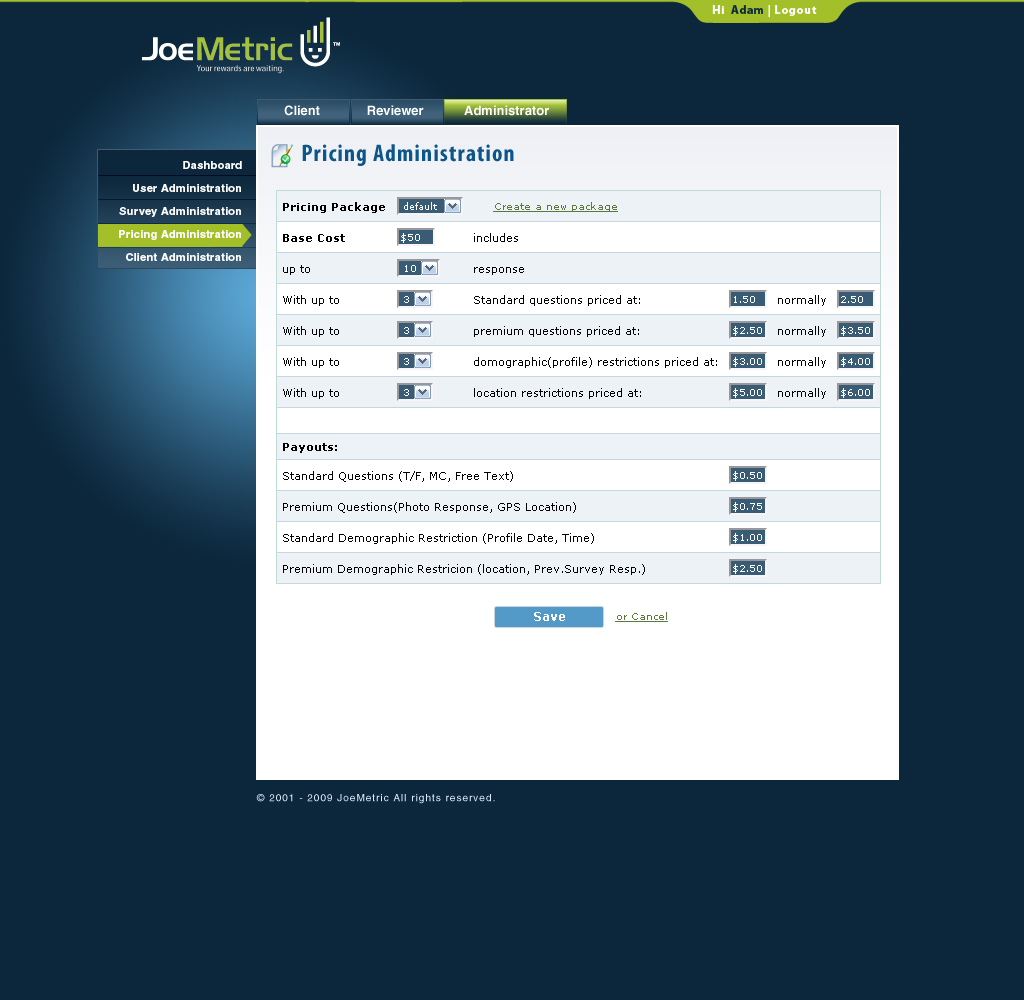 Hi Adam | Logout
JoeMetric™
Your rewards are waiting.
Client Reviewer Administrator
Pricing Administration
Dashboard
User Administration
Survey Administration
Pricing Administration
Client Administration
Pricing Package default Create a new package
Base Cost $50 includes
up to 10 response
With up to 3 Standard questions priced at: 1.50 normally 2.50
With up to 3 premium questions priced at: $2.50 normally $3.50
With up to 3 domographic(profile) restrictions priced at: $3.00 normally $4.00
With up to 3 location restrictions priced at: $5.00 normally $6.00
Payouts:
Standard Questions (T/F, MC, Free Text) $0.50
Premium Questions(Photo Response, GPS Location) $0.75
Standard Demographic Restriction (Profile Date, Time) $1.00
Premium Demographic Restricion (location, Prev.Survey Resp.) $2.50
Save or Cancel
© 2001 - 2009 JoeMetric All rights reserved.